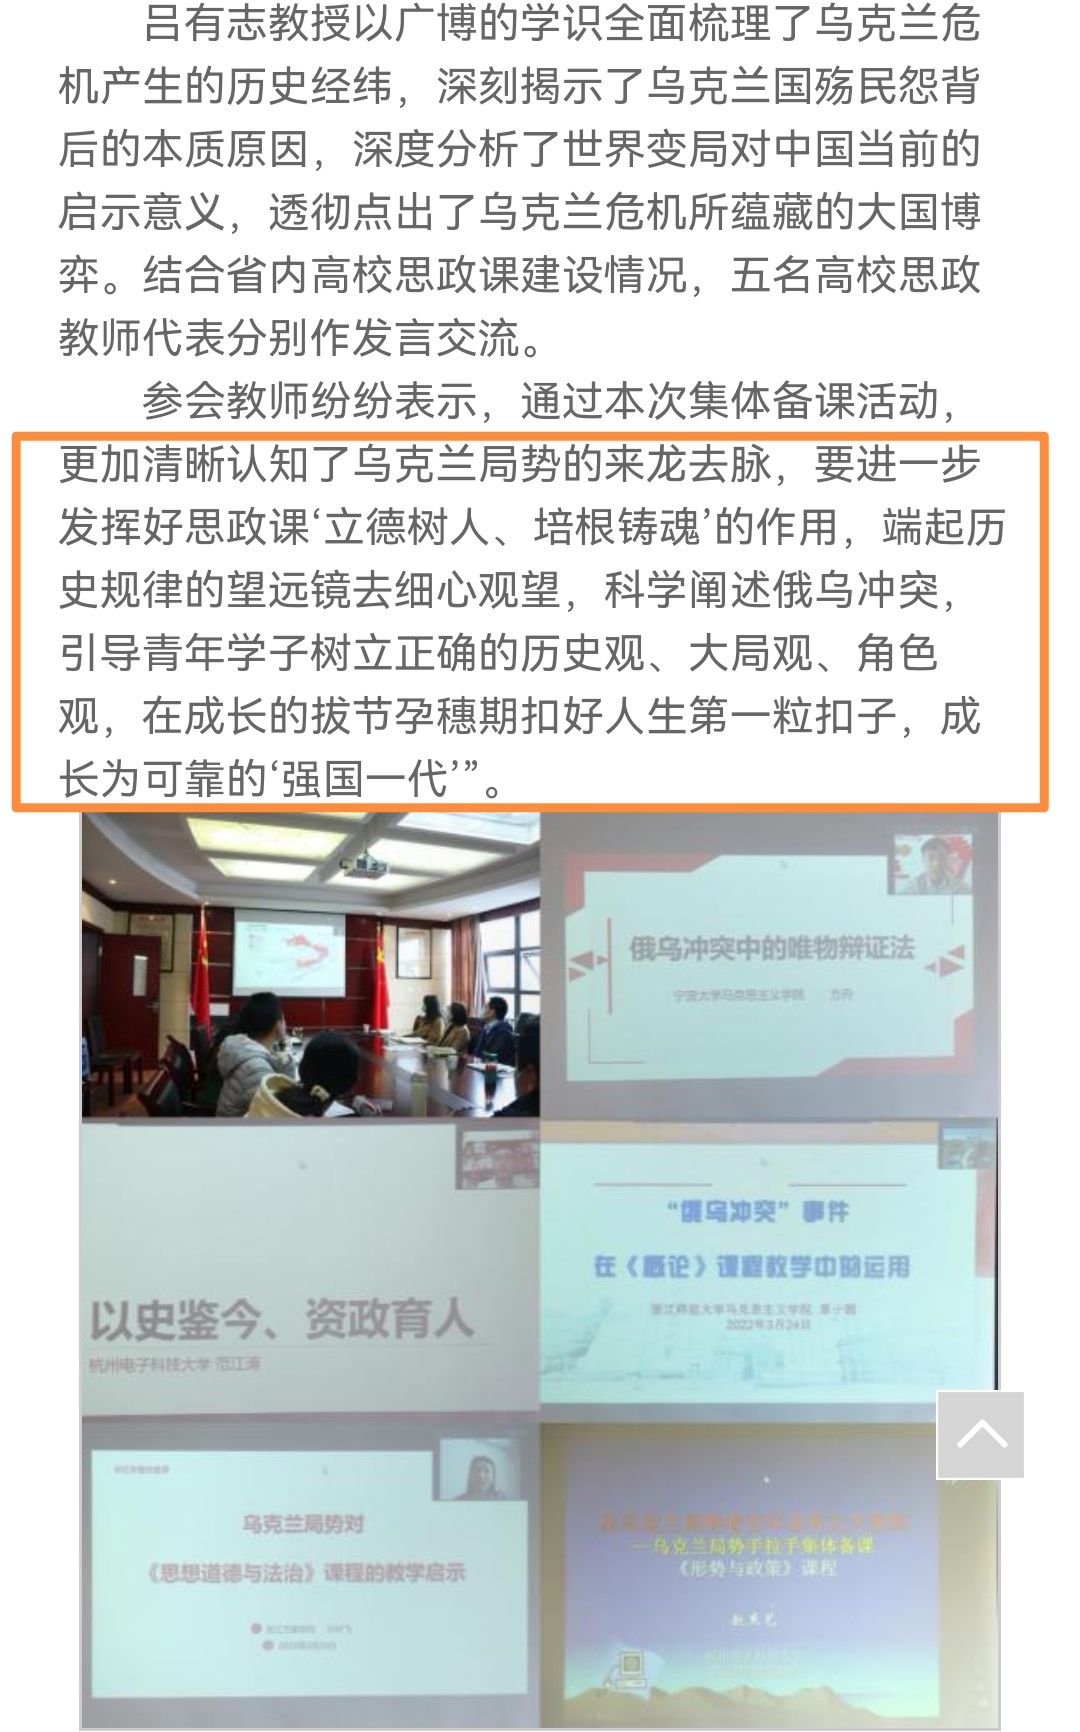 吕有志教授以广博的学识全面梳理了乌克兰危
机产生的历史经纬，深刻揭示了乌克兰国殇民怨背
后的本质原因，深度分析了世界变局对中国当前的
启示意义，透彻点出了乌克兰危机所蕴藏的大国博
弈。结合省内高校思政课建设情况，五名高校思政
教师代表分别作发言交流。
参会教师纷纷表示，通过本次集体备课活动，
更加清晰认知了乌克兰局势的来龙去脉，要进一步
发挥好思政课‘立德树人、培根铸魂’的作用，端起历
史规律的望远镜去细心观望，科学阐述俄乌冲突，
引导青年学子树立正确的历史观、大局观、角色
观，在成长的拔节孕穗期扣好人生第一粒扣子，成
长为可靠的‘强国一代’”。
俄乌冲突中的唯物辩证法
宁波大学马克思主义学院
以史鉴今、资政育人
杭州电子科技大学 范江涛
“俄乌冲突”事件
在《概论》课程教学中的运用
浙江师范大学马克思主义学院
2022年3月24日
乌克兰局势对
《思想道德与法治》课程的教学启示
—乌克兰局势手拉手集体备课
《形势与政策》课程